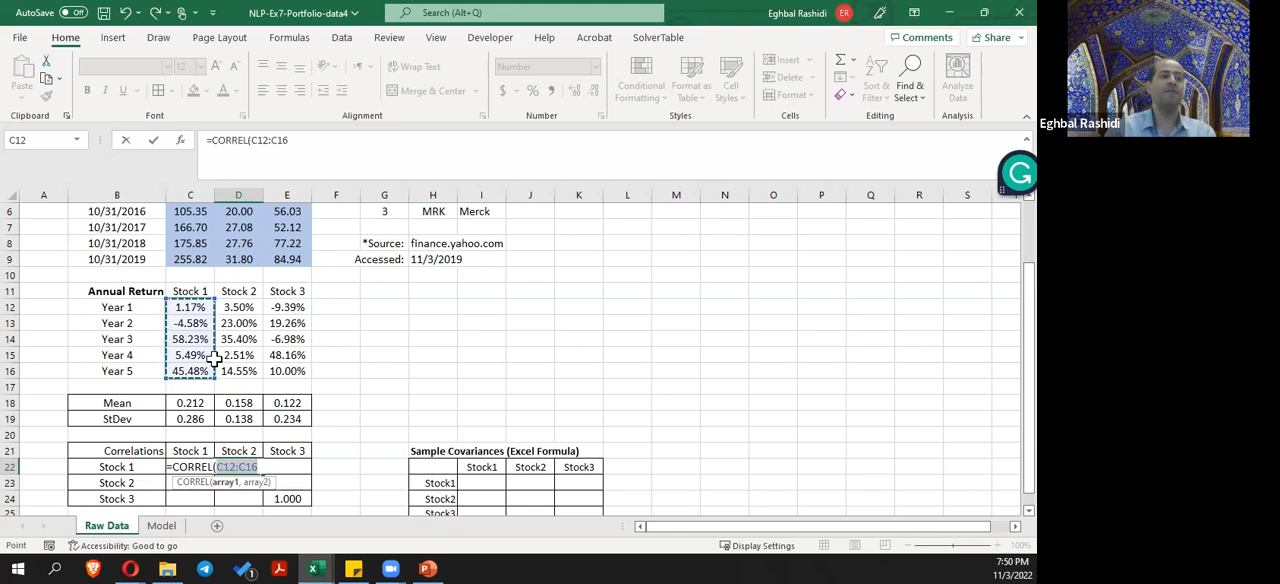 AutoSave Off NLP-Ex7-Portfolio-data4 Search (Alt+Q) Eghbal Rashidi ER
File Home Insert Draw Page Layout Formulas Data Review View Developer Help Acrobat SolverTable Comments Share
Paste 12 A A Wrap Text Number Insert Delete Format
B I U A Merge & Center $ % 9 Conditional Formatting Format as Table Cell Styles Sort & Filter Find & Select Analyze Data
Clipboard Font Alignment Number Styles Cells Editing Analysis
Eghbal Rashidi
C12 fx =CORREL(C12:C16
G
A B C D E F G H I J K L M N O P Q R S
6 10/31/2016 105.35 20.00 56.03 3 MRK Merck
7 10/31/2017 166.70 27.08 52.12
8 10/31/2018 175.85 27.76 77.22 *Source: finance.yahoo.com
9 10/31/2019 255.82 31.80 84.94 Accessed: 11/3/2019
10
11 Annual Return Stock 1 Stock 2 Stock 3
12 Year 1 1.17% 3.50% -9.39%
13 Year 2 -4.58% 23.00% 19.26%
14 Year 3 58.23% 35.40% -6.98%
15 Year 4 5.49% 2.51% 48.16%
16 Year 5 45.48% 14.55% 10.00%
17
18 Mean 0.212 0.158 0.122
19 StDev 0.286 0.138 0.234
20
21 Correlations Stock 1 Stock 2 Stock 3 Sample Covariances (Excel Formula)
22 Stock 1 =CORREL(C12:C16 Stock1 Stock2 Stock3
23 Stock 2 CORREL(array1, array2) Stock1
24 Stock 3 1.000 Stock2
25 Stock3
Raw Data Model
Point Accessibility: Good to go Display Settings 100%
1 7:50 PM
11/3/2022